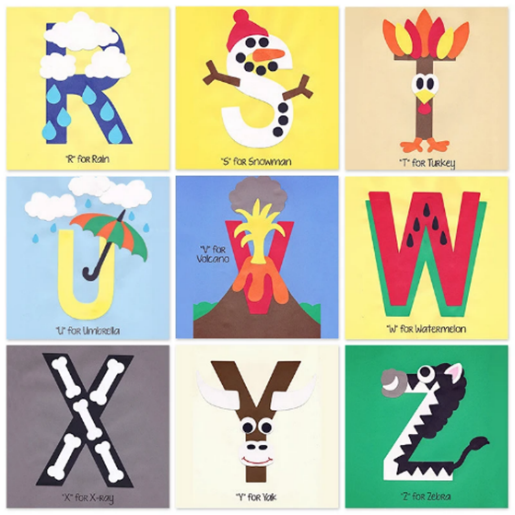 R
"R" for Rain
S
"S" for Snowman
T
"T" for Turkey
U
"U" for Umbrella
V
"V" for
Volcano
W
"W" for Watermelon
X
"X" for X-ray
Y
"Y" for Yak
Z
"Z" for Zebra